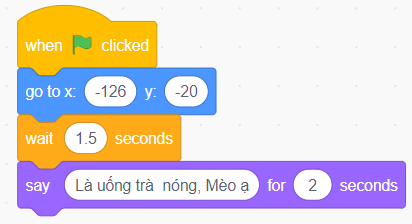 when clicked
go to x: -126 y: -20
wait 1.5 seconds
say Là uống trà nóng, Mèo ạ for 2 seconds